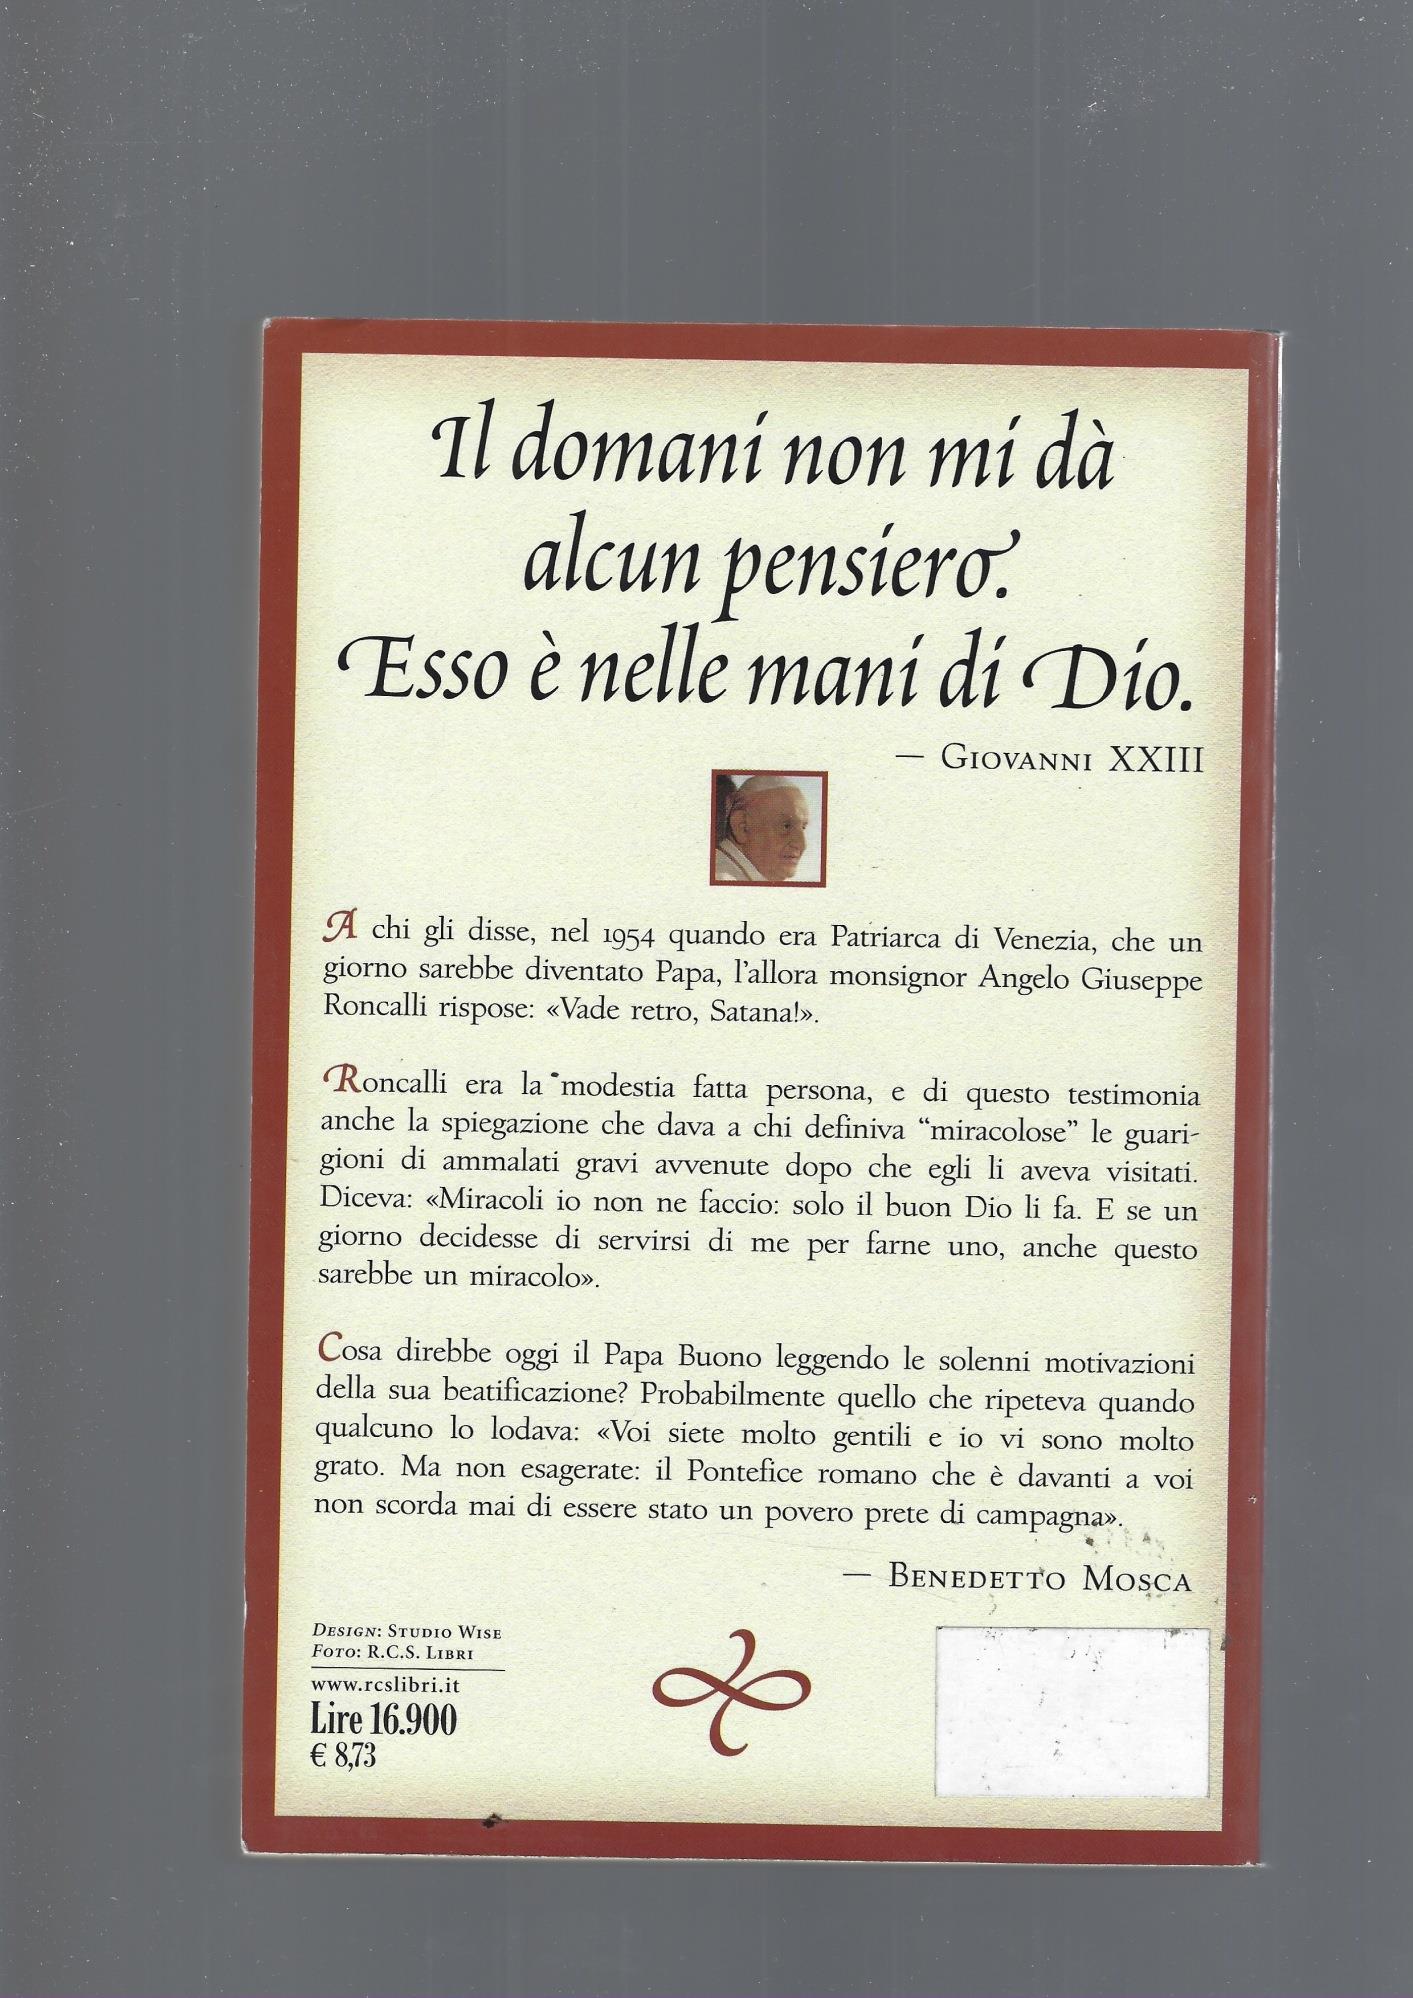 Il domani non mi dà
alcun pensiero.
Esso è nelle mani di Dio.
— Giovanni XXIII
A chi gli disse, nel 1954 quando era Patriarca di Venezia, che un
giorno sarebbe diventato Papa, l'allora monsignor Angelo Giuseppe
Roncalli rispose: «Vade retro, Satana!».
Roncalli era la modestia fatta persona, e di questo testimonia
anche la spiegazione che dava a chi definiva “miracolose” le guari-
gioni di ammalati gravi avvenute dopo che egli li aveva visitati.
Diceva: «Miracoli io non ne faccio: solo il buon Dio li fa. E se un
giorno decidesse di servirsi di me per farne uno, anche questo
sarebbe un miracolo».
Cosa direbbe oggi il Papa Buono leggendo le solenni motivazioni
della sua beatificazione? Probabilmente quello che ripeteva quando
qualcuno lo lodava: «Voi siete molto gentili e io vi sono molto
grato. Ma non esagerate: il Pontefice romano che è davanti a voi
non scorda mai di essere stato un povero prete di campagna».
— Benedetto Mosca
Design: Studio Wise
Foto: R.C.S. Libri
www.rcslibri.it
Lire 16.900
€ 8,73